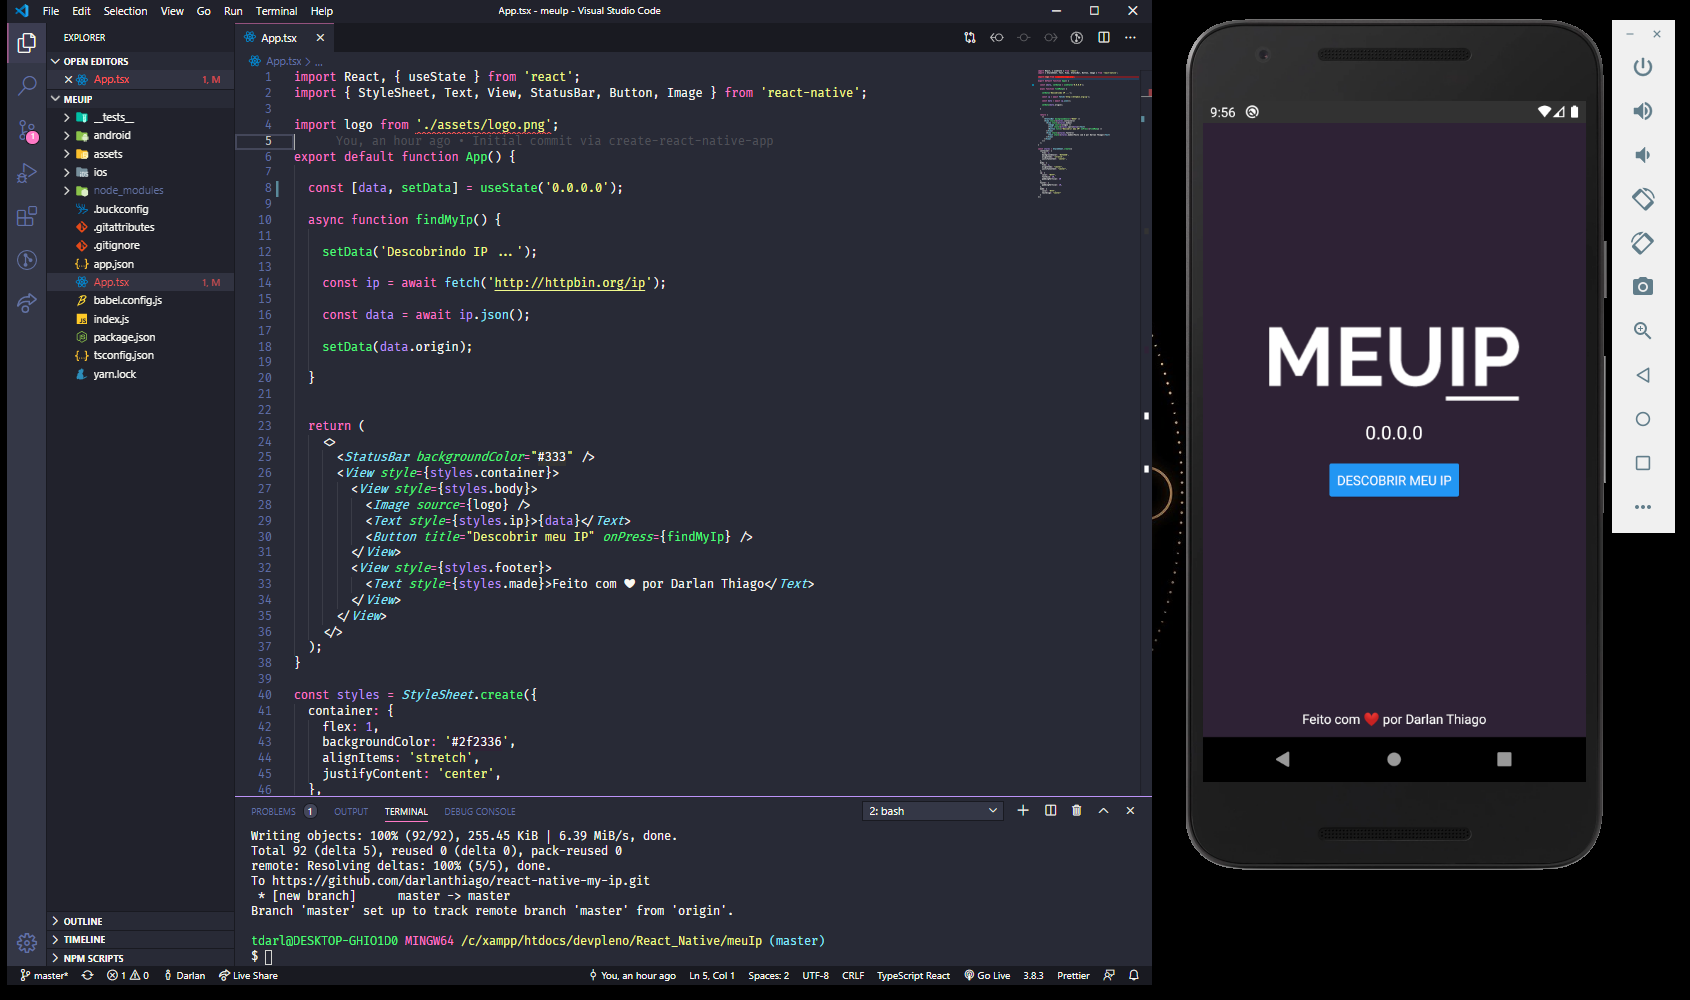 File Edit Selection View Go Run Terminal Help
App.tsx - meuIp - Visual Studio Code
EXPLORER
OPEN EDITORS
App.tsx 1, M
MEUIP
__tests__
android
assets
ios
node_modules
.buckconfig
.gitattributes
.gitignore
app.json
App.tsx 1, M
babel.config.js
index.js
package.json
tsconfig.json
yarn.lock
OUTLINE
TIMELINE
NPM SCRIPTS
1
App.tsx
App.tsx > ...
1 import React, { useState } from 'react';
2 import { StyleSheet, Text, View, StatusBar, Button, Image } from 'react-native';
3
4 import logo from './assets/logo.png';
5 You, an hour ago • Initial commit via create-react-native-app
6 export default function App() {
7
8 const [data, setData] = useState('0.0.0.0');
9
10 async function findMyIp() {
11
12 setData('Descobrindo IP ...');
13
14 const ip = await fetch('http://httpbin.org/ip');
15
16 const data = await ip.json();
17
18 setData(data.origin);
19
20 }
21
22
23 return (
24 <>
25 <StatusBar backgroundColor="#333" />
26 <View style={styles.container}>
27 <View style={styles.body}>
28 <Image source={logo} />
29 <Text style={styles.ip}>{data}</Text>
30 <Button title="Descobrir meu IP" onPress={findMyIp} />
31 </View>
32 <View style={styles.footer}>
33 <Text style={styles.made}>Feito com ♥ por Darlan Thiago</Text>
34 </View>
35 </View>
36 </>
37 );
38 }
39
40 const styles = StyleSheet.create({
41 container: {
42 flex: 1,
43 backgroundColor: '#2f2336',
44 alignItems: 'stretch',
45 justifyContent: 'center',
46 },
PROBLEMS 1 OUTPUT TERMINAL DEBUG CONSOLE 2: bash
Writing objects: 100% (92/92), 255.45 KiB | 6.39 MiB/s, done.
Total 92 (delta 5), reused 0 (delta 0), pack-reused 0
remote: Resolving deltas: 100% (5/5), done.
To https://github.com/darlanthiago/react-native-my-ip.git
* [new branch] master -> master
Branch 'master' set up to track remote branch 'master' from 'origin'.
tdarl@DESKTOP-GHIO1D0 MINGW64 /c/xampp/htdocs/devpleno/React_Native/meuIp (master)
$
master* 1 0 Darlan Live Share You, an hour ago Ln 5, Col 1 Spaces: 2 UTF-8 CRLF TypeScript React Go Live 3.8.3 Prettier
9:56
MEUIP
0.0.0.0
DESCOBRIR MEU IP
Feito com ❤ por Darlan Thiago